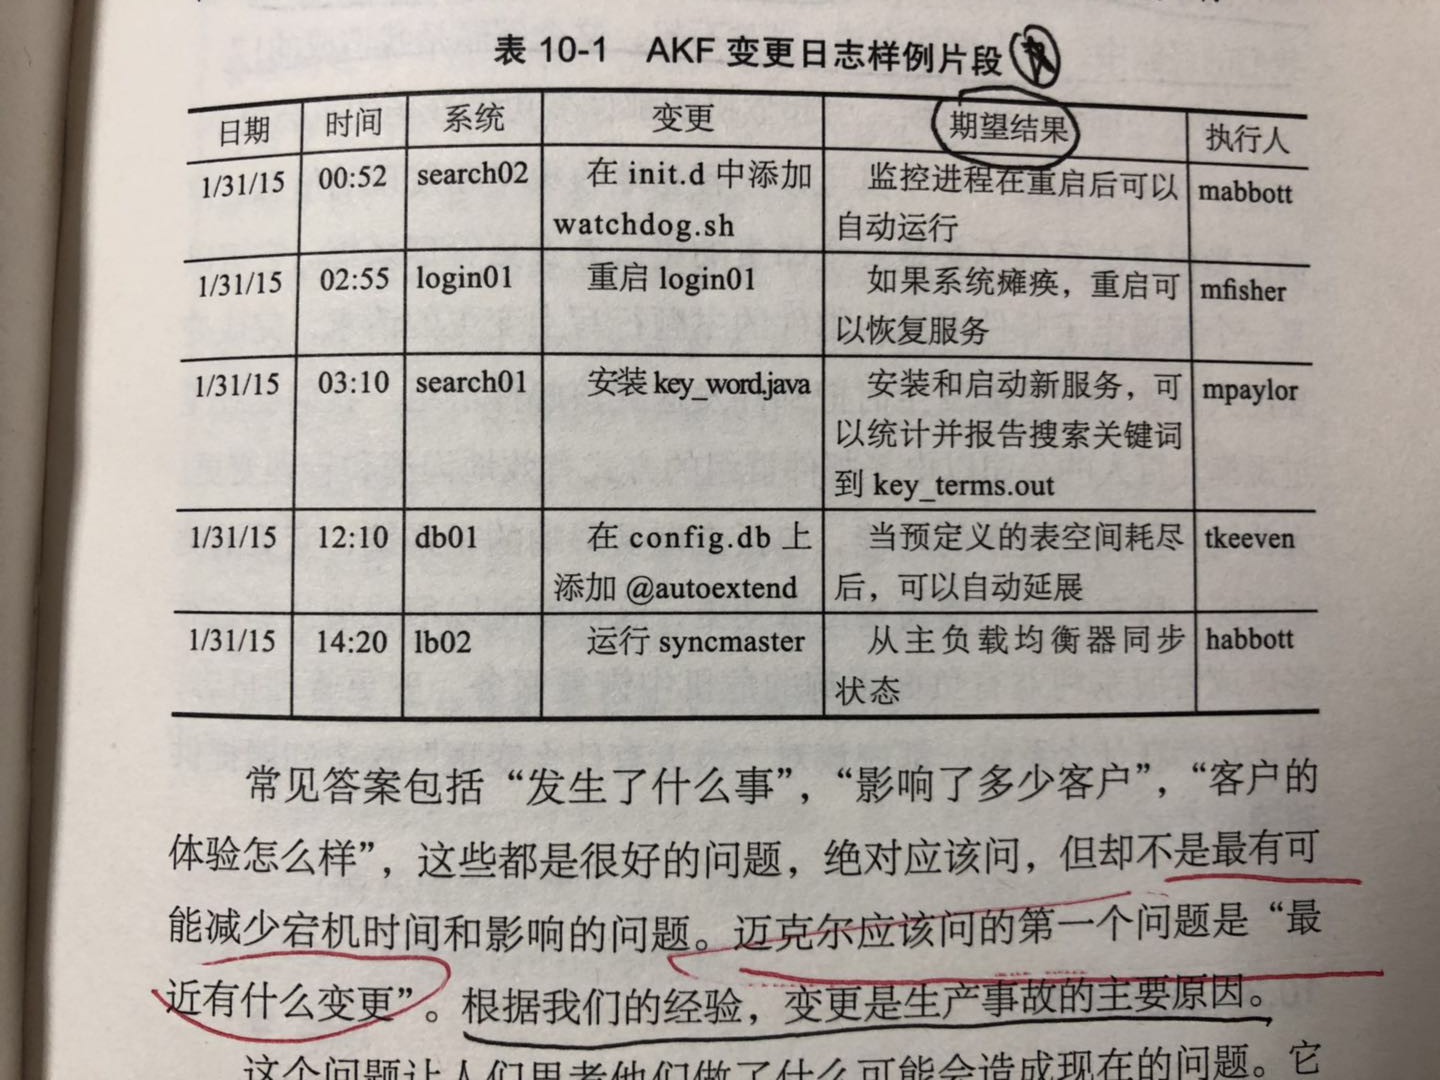 表 10-1 AKF 变更日志样例片段
日期 时间 系统 变更 期望结果 执行人
1/31/15 00:52 search02 在 init.d 中添加 监控进程在重启后可以 mabbott
watchdog.sh 自动运行
1/31/15 02:55 login01 重启 login01 如果系统瘫痪，重启可 mfisher
以恢复服务
1/31/15 03:10 search01 安装 key_word.java 安装和启动新服务，可 mpaylor
以统计并报告搜索关键词
到 key_terms.out
1/31/15 12:10 db01 在 config.db 上 当预定义的表空间耗尽 tkeeven
添加 @autoextend 后，可以自动延展
1/31/15 14:20 lb02 运行 syncmaster 从主负载均衡器同步 habbott
状态
常见答案包括“发生了什么事”，“影响了多少客户”，“客户的
体验怎么样”，这些都是很好的问题，绝对应该问，但却不是最有可
能减少宕机时间和影响的问题。迈克尔应该问的第一个问题是“最
近有什么变更”。根据我们的经验，变更是生产事故的主要原因。
这个问题让人们思考他们做了什么可能会造成现在的问题。它